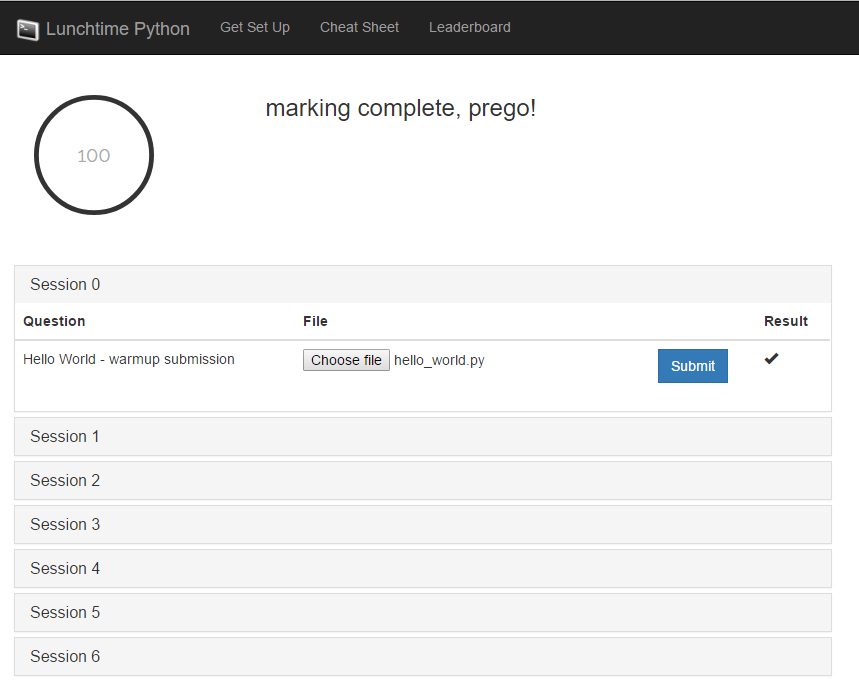 Lunchtime Python Get Set Up Cheat Sheet Leaderboard
100
marking complete, prego!
Session 0
Question File Result
Hello World - warmup submission Choose file hello_world.py Submit
Session 1
Session 2
Session 3
Session 4
Session 5
Session 6